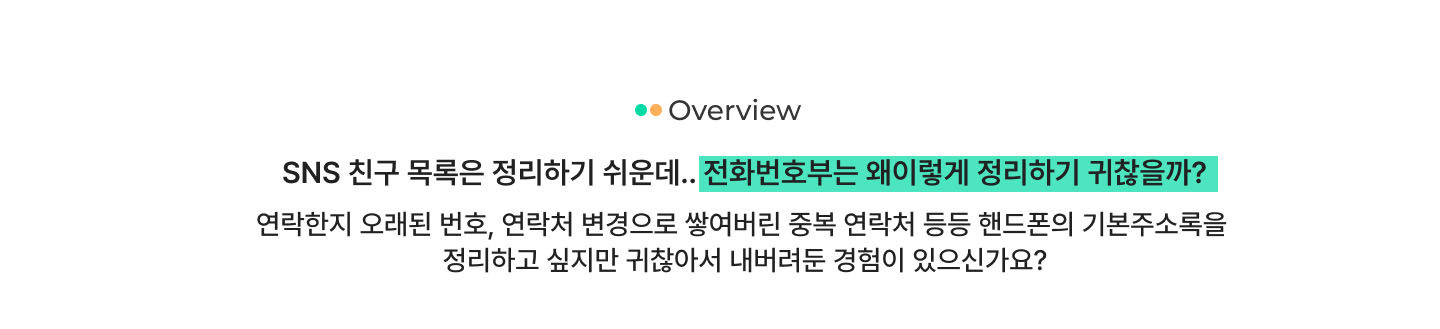 Overview
SNS 친구 목록은 정리하기 쉬운데.. 전화번호부는 왜이렇게 정리하기 귀찮을까?
연락한지 오래된 번호, 연락처 변경으로 쌓여버린 중복 연락처 등등 핸드폰의 기본주소록을
정리하고 싶지만 귀찮아서 내버려둔 경험이 있으신가요?